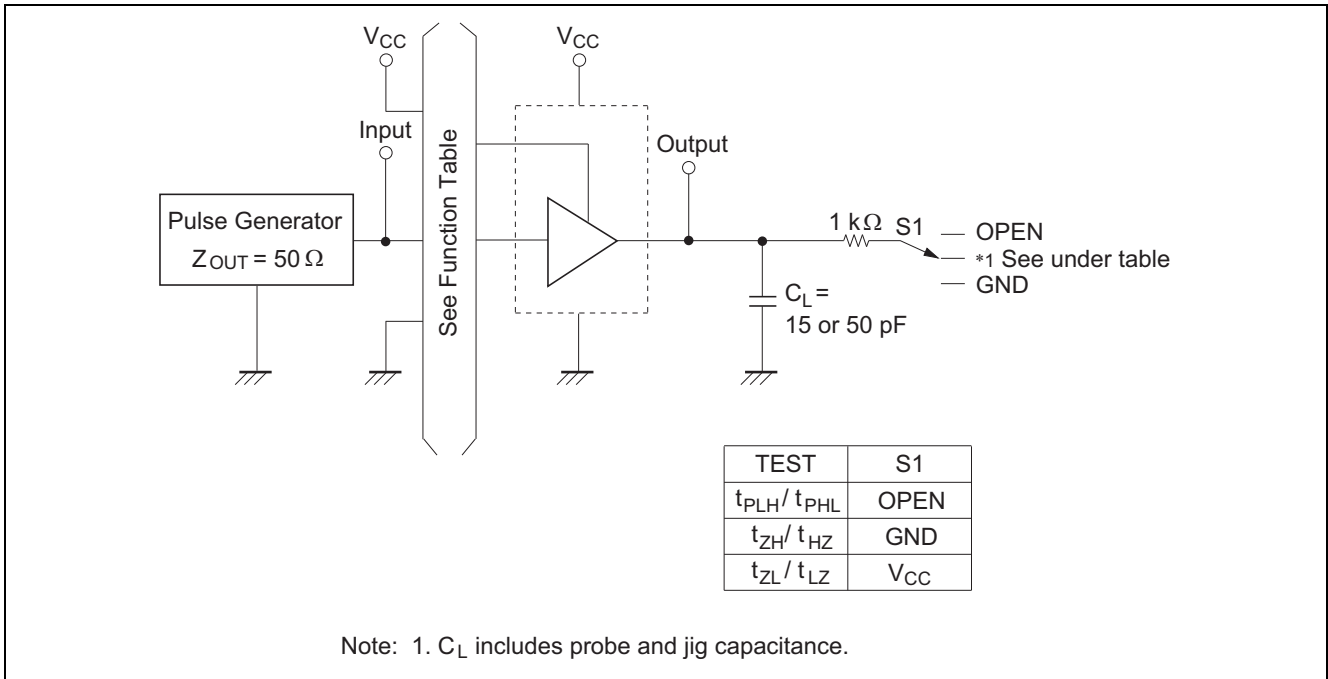 VCC
VCC
Input
See Function Table
Output
Pulse Generator
ZOUT = 50 Ω
1 kΩ
S1
OPEN
*1 See under table
GND
CL =
15 or 50 pF
TEST S1
tPLH / tPHL OPEN
tZH / tHZ GND
tZL / tLZ VCC
Note: 1. CL includes probe and jig capacitance.